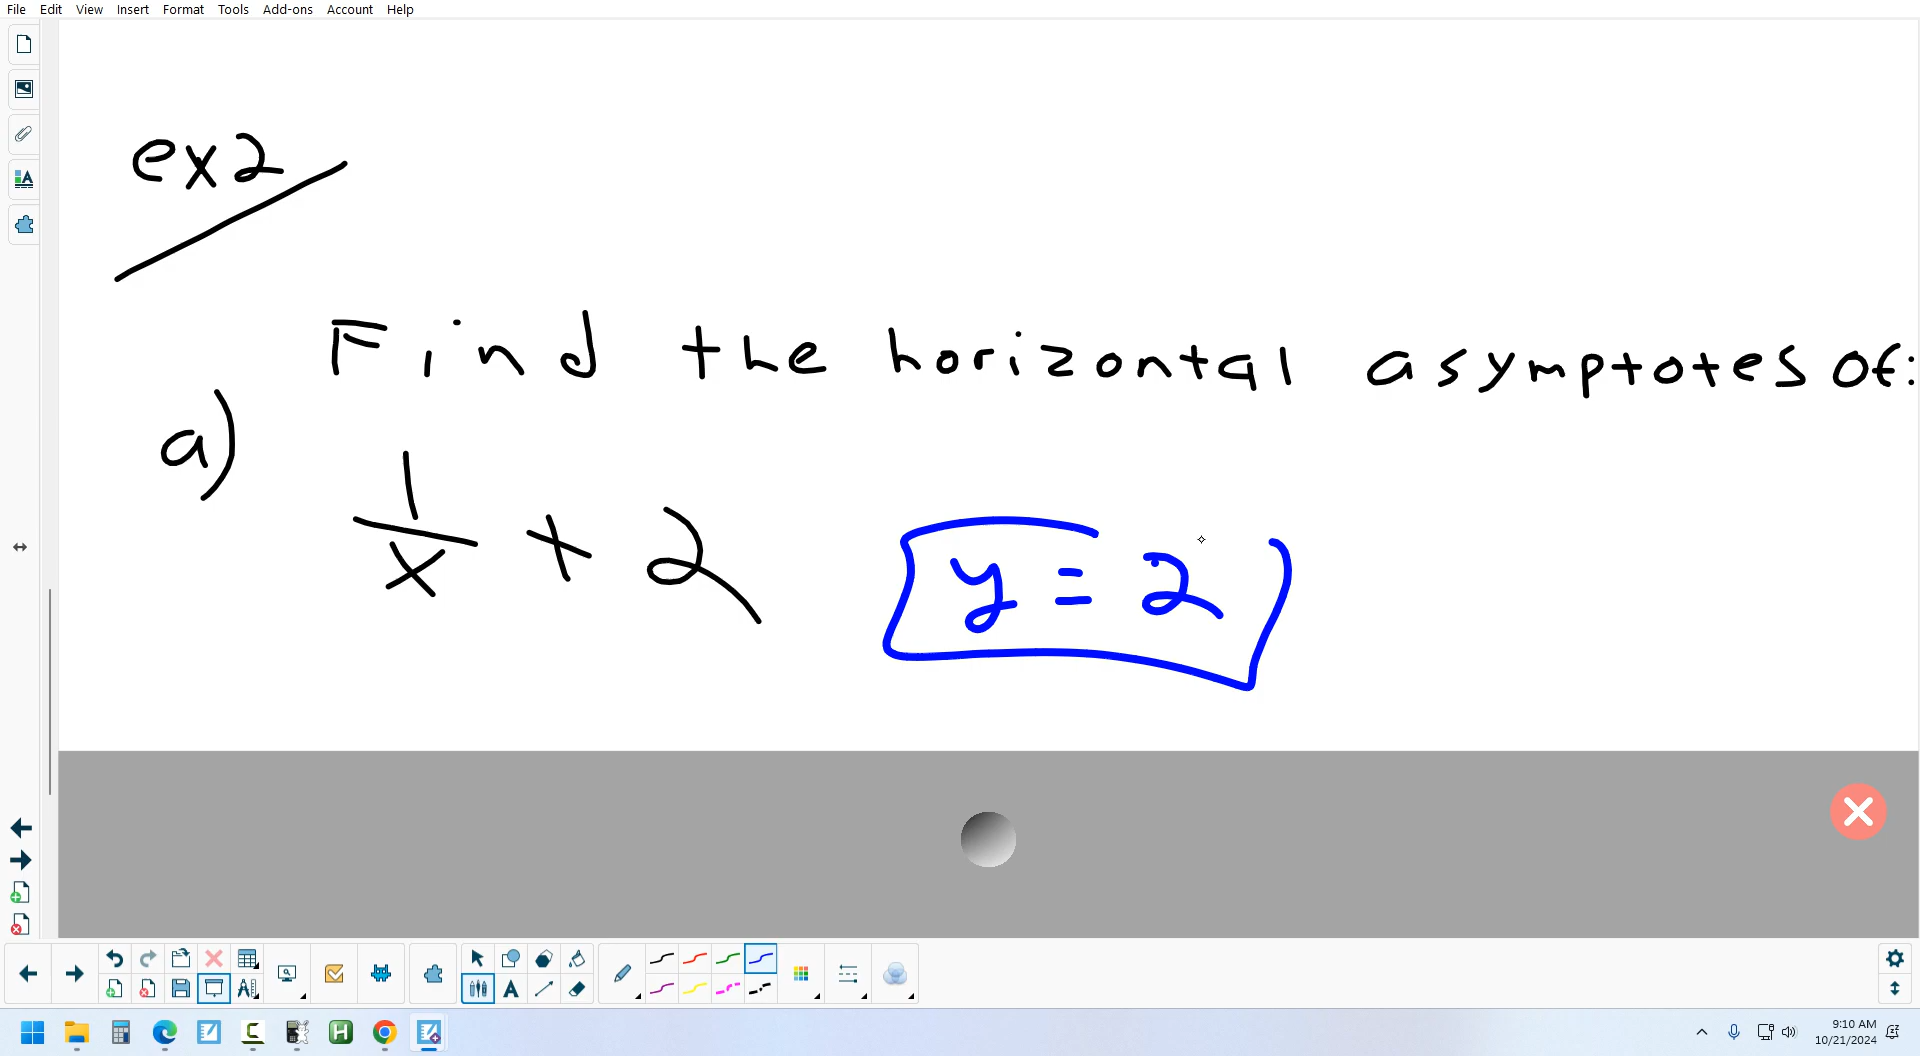 File Edit View Insert Format Tools Add-ons Account Help
ex2
Find the horizontal asymptotes of:
a)
1/x + 2
y = 2
9:10 AM
10/21/2024